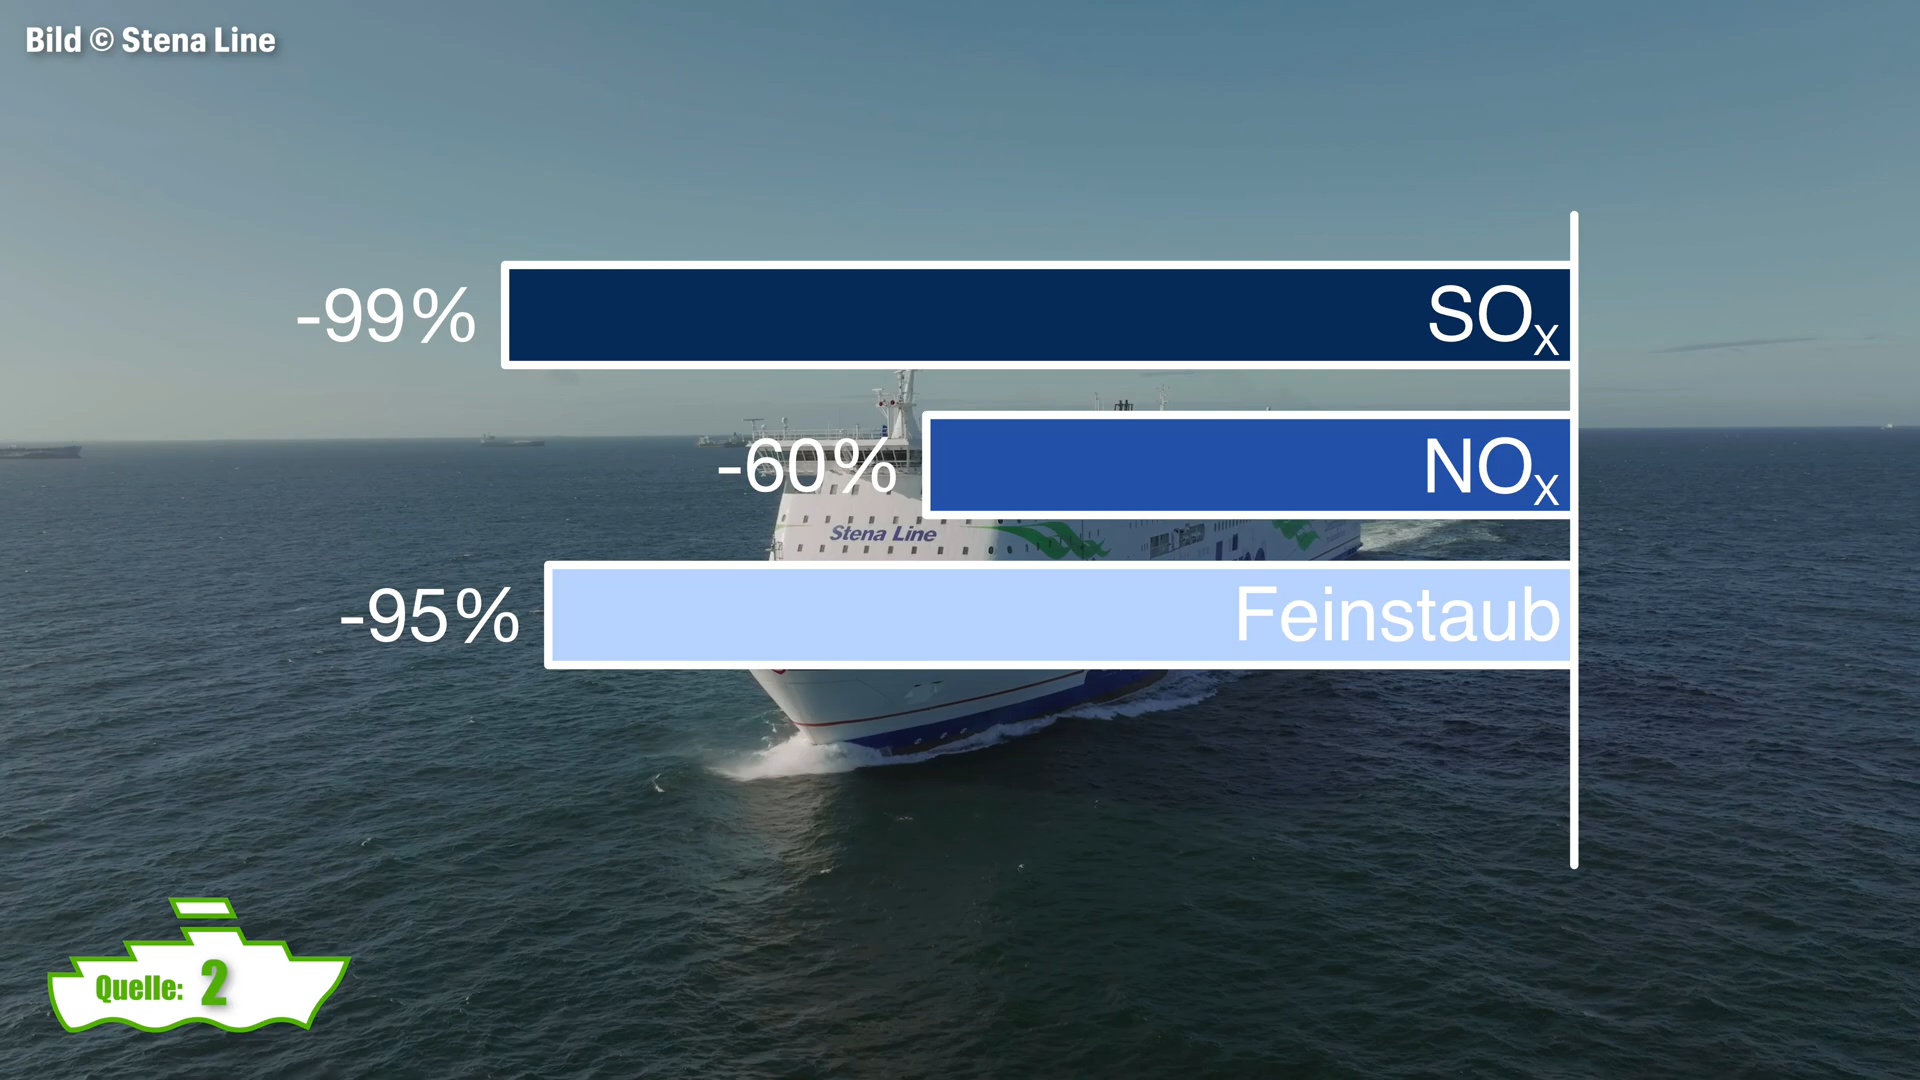 Bild © Stena Line
-99% SOₓ
-60% NOₓ
Stena Line
-95% Feinstaub
Quelle: 2